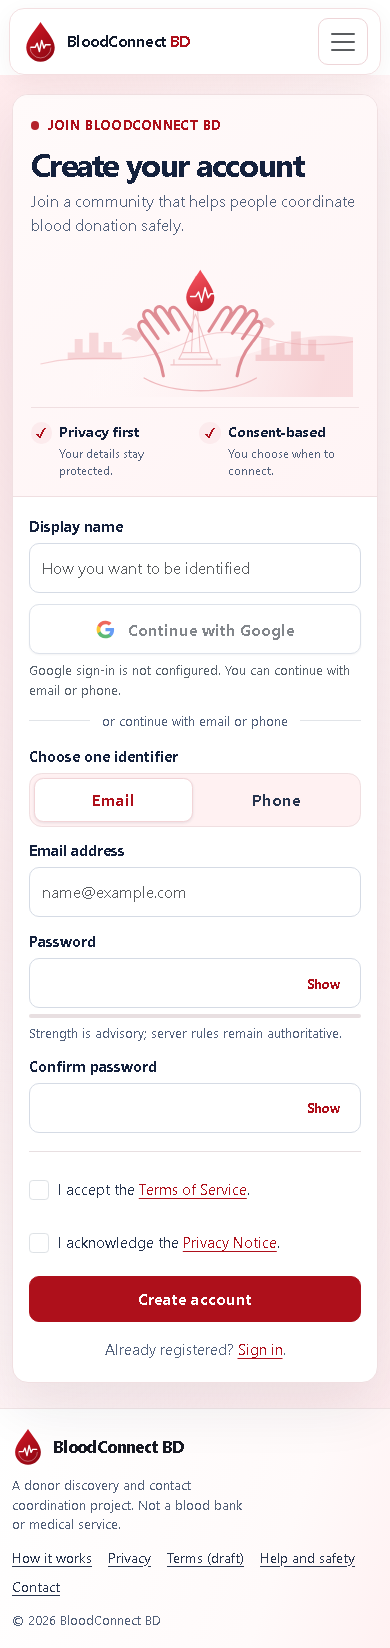 BloodConnect BD
JOIN BLOODCONNECT BD
Create your account
Join a community that helps people coordinate
blood donation safely.
✓ Privacy first
Your details stay
protected.
✓ Consent-based
You choose when to
connect.
Display name
How you want to be identified
Continue with Google
Google sign-in is not configured. You can continue with
email or phone.
or continue with email or phone
Choose one identifier
Email Phone
Email address
name@example.com
Password
Show
Strength is advisory; server rules remain authoritative.
Confirm password
Show
I accept the Terms of Service.
I acknowledge the Privacy Notice.
Create account
Already registered? Sign in.
BloodConnect BD
A donor discovery and contact
coordination project. Not a blood bank
or medical service.
How it works Privacy Terms (draft) Help and safety
Contact
© 2026 BloodConnect BD